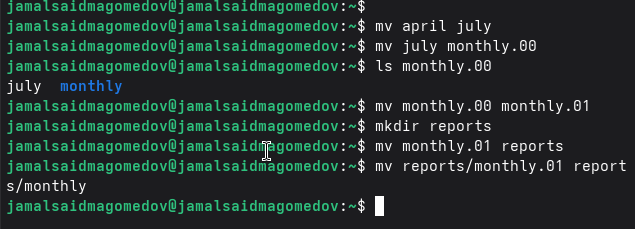 jamalsaidmagomedov@jamalsaidmagomedov:~$
jamalsaidmagomedov@jamalsaidmagomedov:~$ mv april july
jamalsaidmagomedov@jamalsaidmagomedov:~$ mv july monthly.00
jamalsaidmagomedov@jamalsaidmagomedov:~$ ls monthly.00
july  monthly
jamalsaidmagomedov@jamalsaidmagomedov:~$ mv monthly.00 monthly.01
jamalsaidmagomedov@jamalsaidmagomedov:~$ mkdir reports
jamalsaidmagomedov@jamalsaidmagomedov:~$ mv monthly.01 reports
jamalsaidmagomedov@jamalsaidmagomedov:~$ mv reports/monthly.01 report
s/monthly
jamalsaidmagomedov@jamalsaidmagomedov:~$